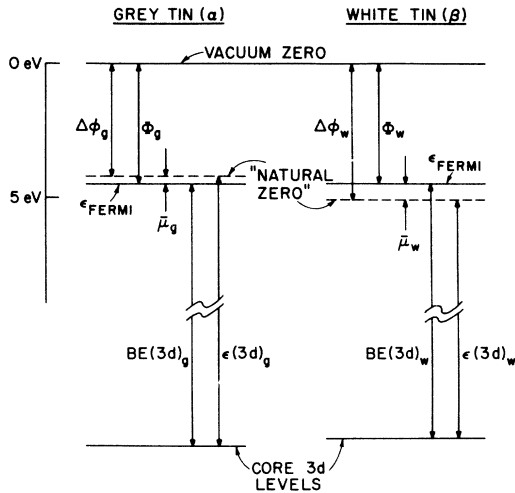 GREY TIN (α)
WHITE TIN (β)
VACUUM ZERO
0 eV
Δϕg
Φg
Δϕw
Φw
εFERMI
"NATURAL
ZERO"
5 eV
εFERMI
μ̄g
μ̄w
BE(3d)g
ε(3d)g
BE(3d)w
ε(3d)w
CORE 3d
LEVELS